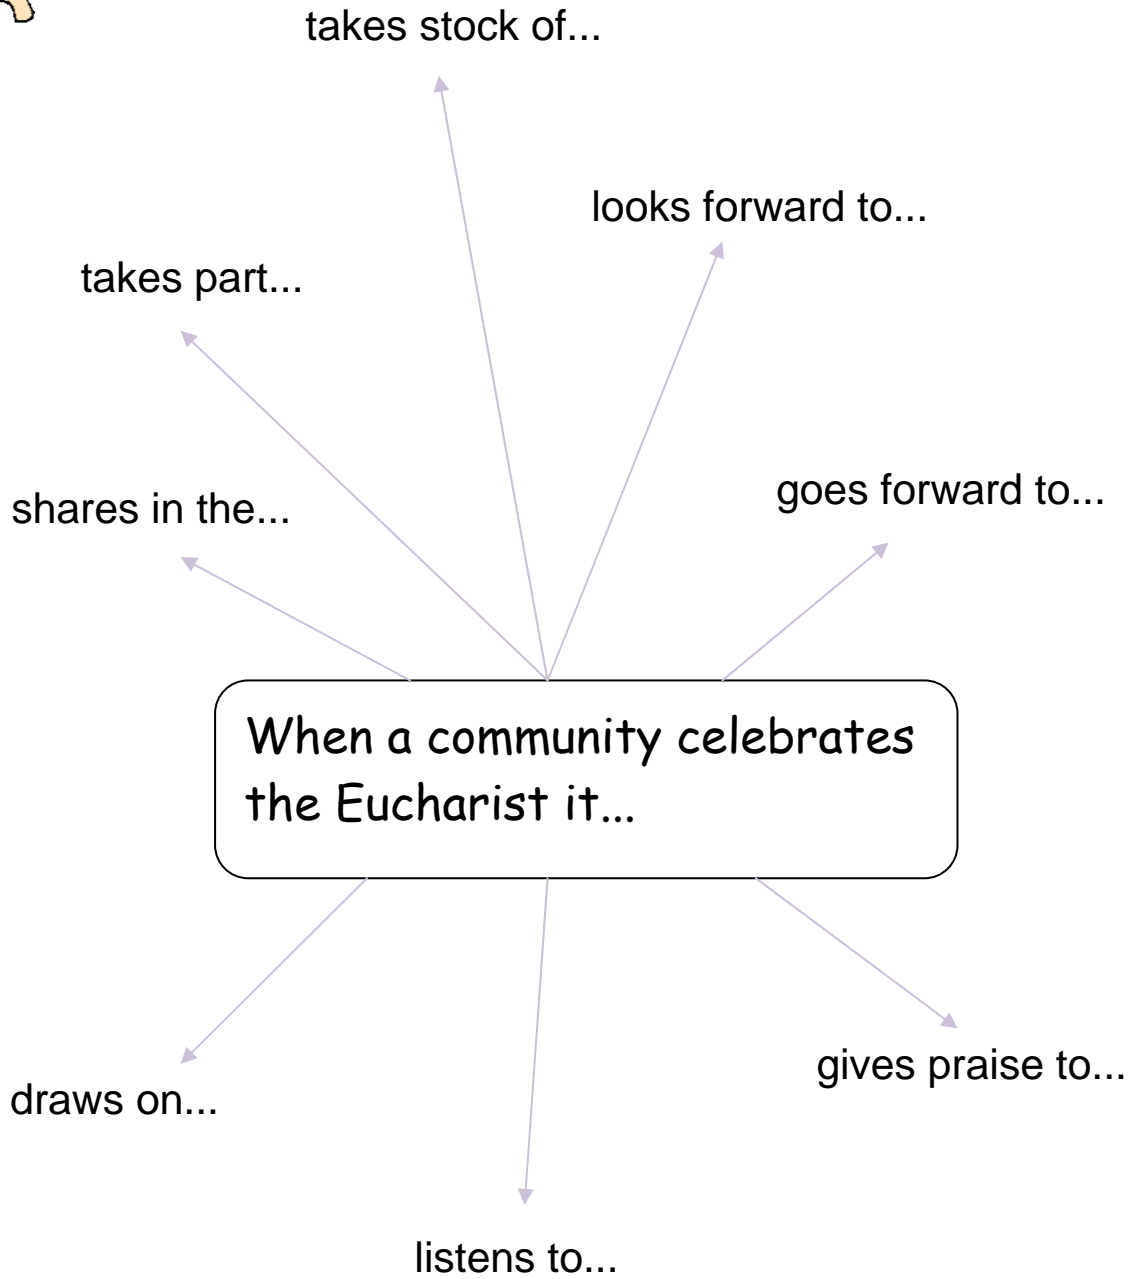 takes stock of...
looks forward to...
takes part...
goes forward to...
shares in the...
When a community celebrates
the Eucharist it...
gives praise to...
draws on...
listens to...